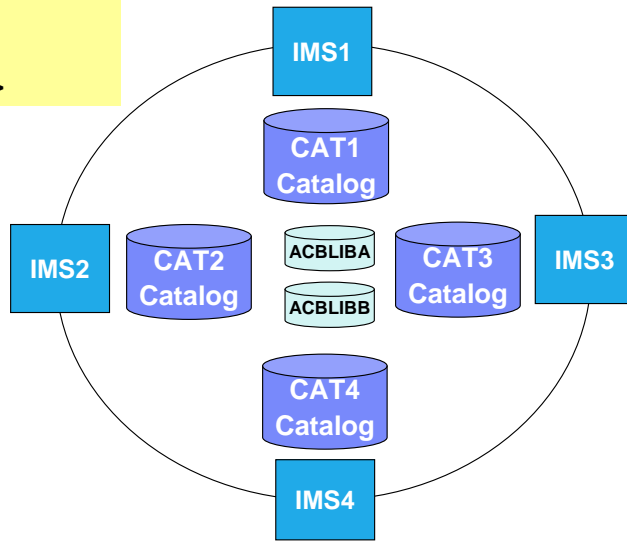 IMS1
CAT1
Catalog
IMS2
CAT2
Catalog
ACBLIBA
ACBLIBB
CAT3
Catalog
IMS3
CAT4
Catalog
IMS4